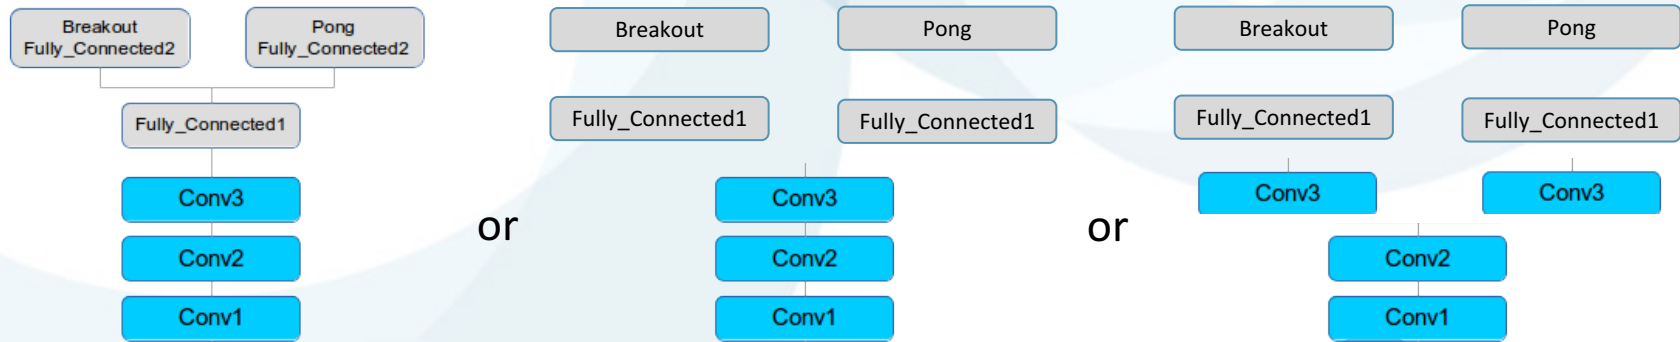 Breakout
Fully_Connected2
Pong
Fully_Connected2
Fully_Connected1
Conv3
Conv2
Conv1
or
Breakout
Pong
Fully_Connected1
Fully_Connected1
Conv3
Conv2
Conv1
or
Breakout
Pong
Fully_Connected1
Fully_Connected1
Conv3
Conv3
Conv2
Conv1